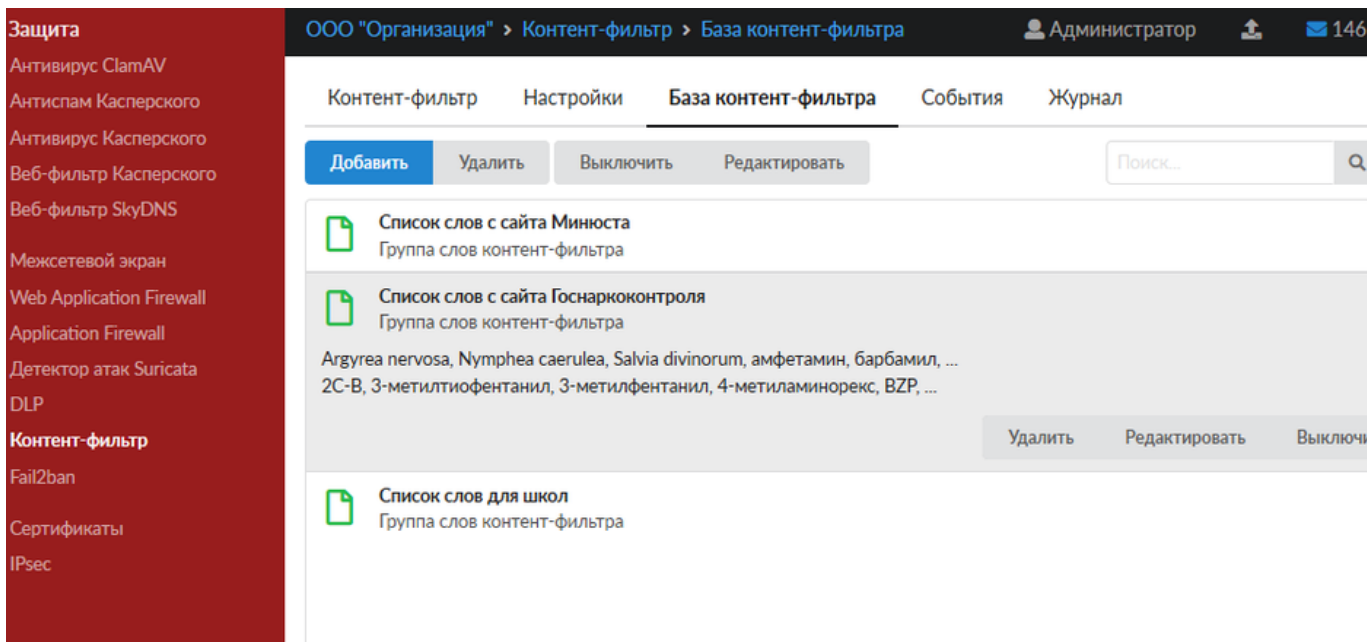 Защита
Антивирус ClamAV
Антиспам Касперского
Антивирус Касперского
Веб-фильтр Касперского
Веб-фильтр SkyDNS
Межсетевой экран
Web Application Firewall
Application Firewall
Детектор атак Suricata
DLP
Контент-фильтр
Fail2ban
Сертификаты
IPsec
ООО "Организация" > Контент-фильтр > База контент-фильтра
Администратор 146
Контент-фильтр Настройки База контент-фильтра События Журнал
Добавить Удалить Выключить Редактировать Поиск...
Список слов с сайта Минюста
Группа слов контент-фильтра
Список слов с сайта Госнаркоконтроля
Группа слов контент-фильтра
Argyrea nervosa, Nymphea caerulea, Salvia divinorum, амфетамин, барбамил, ...
2C-B, 3-метилтиофентанил, 3-метилфентанил, 4-метиламинорекс, BZP, ...
Удалить Редактировать Выключи
Список слов для школ
Группа слов контент-фильтра